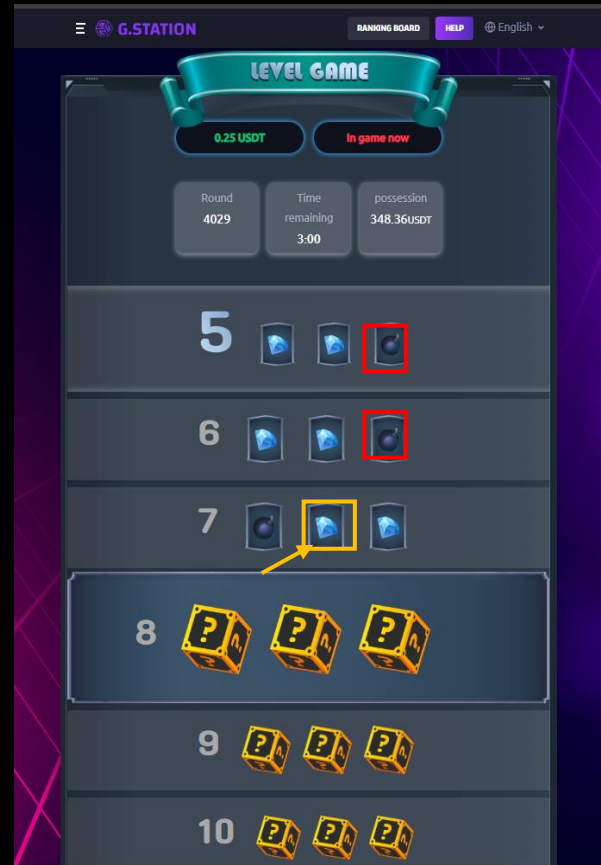 G.STATION RANKING BOARD HELP English
LEVEL GAME
0.25 USDT In game now
Round Time remaining possession
4029 3:00 348.36USDT
5
6
7
8 ? ? ?
9 ? ? ?
10 ? ? ?